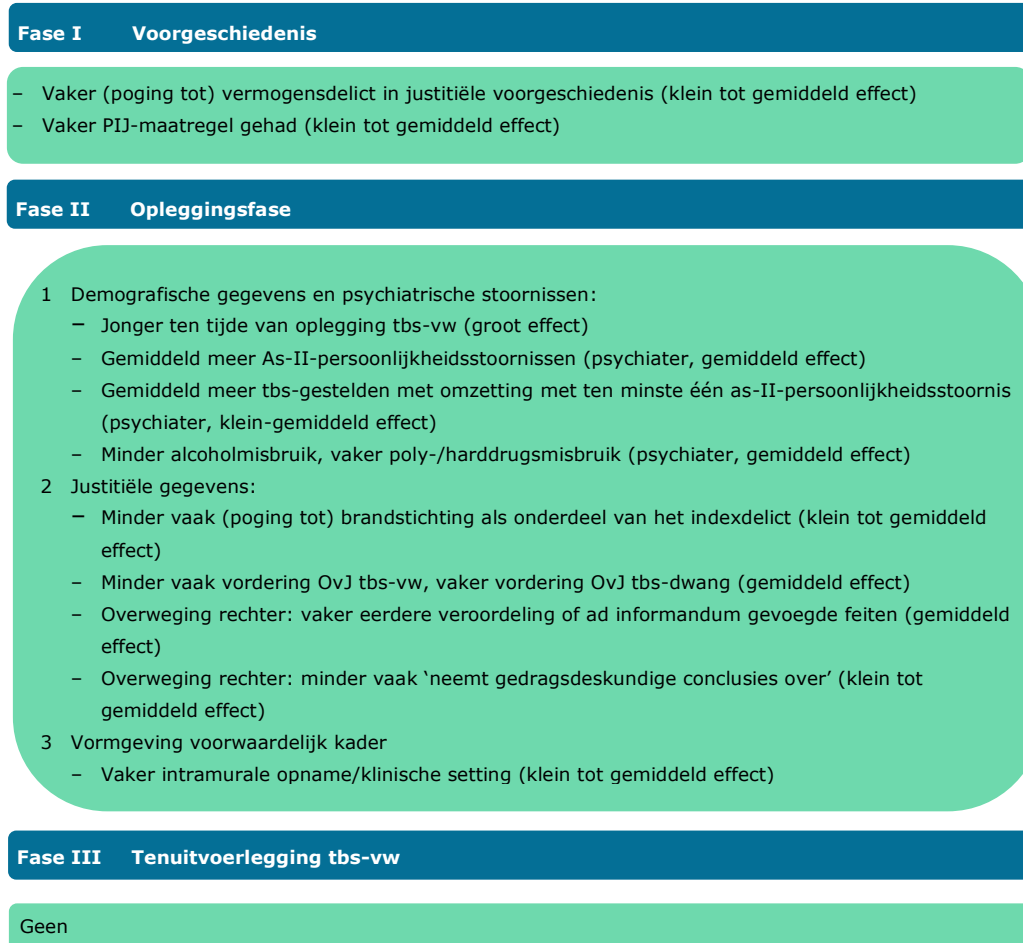 Fase I Voorgeschiedenis
– Vaker (poging tot) vermogensdelict in justitiële voorgeschiedenis (klein tot gemiddeld effect)
– Vaker PIJ-maatregel gehad (klein tot gemiddeld effect)
Fase II Opleggingsfase
1 Demografische gegevens en psychiatrische stoornissen:
– Jonger ten tijde van oplegging tbs-vw (groot effect)
– Gemiddeld meer As-II-persoonlijkheidsstoornissen (psychiater, gemiddeld effect)
– Gemiddeld meer tbs-gestelden met omzetting met ten minste één as-II-persoonlijkheidsstoornis
(psychiater, klein-gemiddeld effect)
– Minder alcoholmisbruik, vaker poly-/harddrugsmisbruik (psychiater, gemiddeld effect)
2 Justitiële gegevens:
– Minder vaak (poging tot) brandstichting als onderdeel van het indexdelict (klein tot gemiddeld
effect)
– Minder vaak vordering OvJ tbs-vw, vaker vordering OvJ tbs-dwang (gemiddeld effect)
– Overweging rechter: vaker eerdere veroordeling of ad informandum gevoegde feiten (gemiddeld
effect)
– Overweging rechter: minder vaak ‘neemt gedragsdeskundige conclusies over’ (klein tot
gemiddeld effect)
3 Vormgeving voorwaardelijk kader
– Vaker intramurale opname/klinische setting (klein tot gemiddeld effect)
Fase III Tenuitvoerlegging tbs-vw
Geen